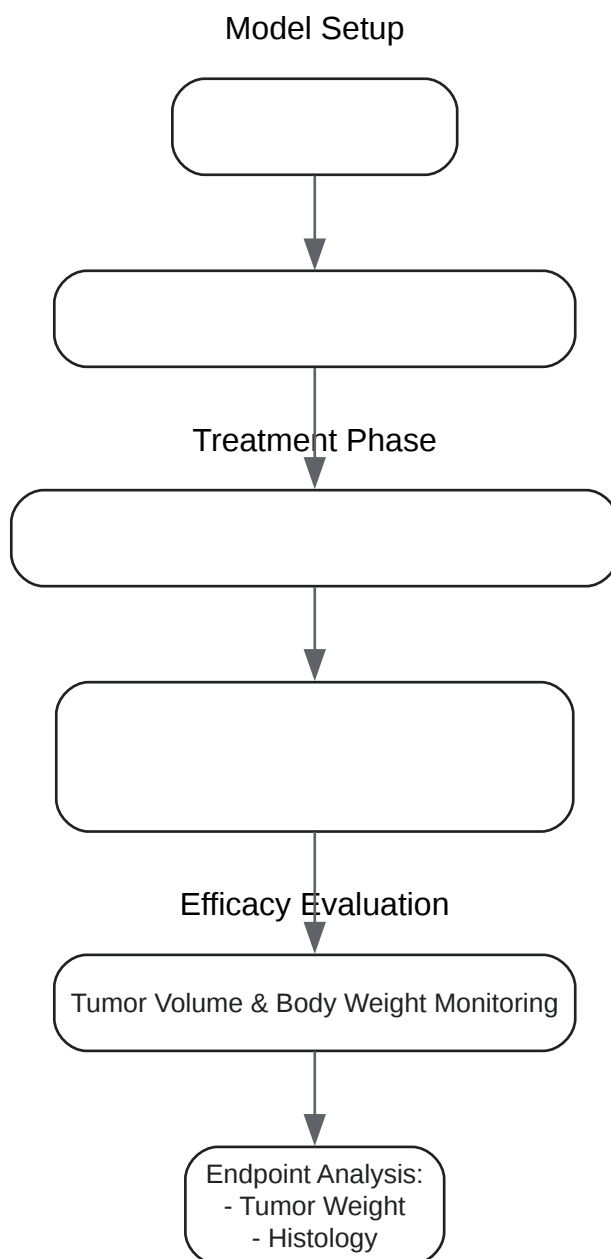 Model Setup
Treatment Phase
Efficacy Evaluation
Tumor Volume & Body Weight Monitoring
Endpoint Analysis:
- Tumor Weight
- Histology